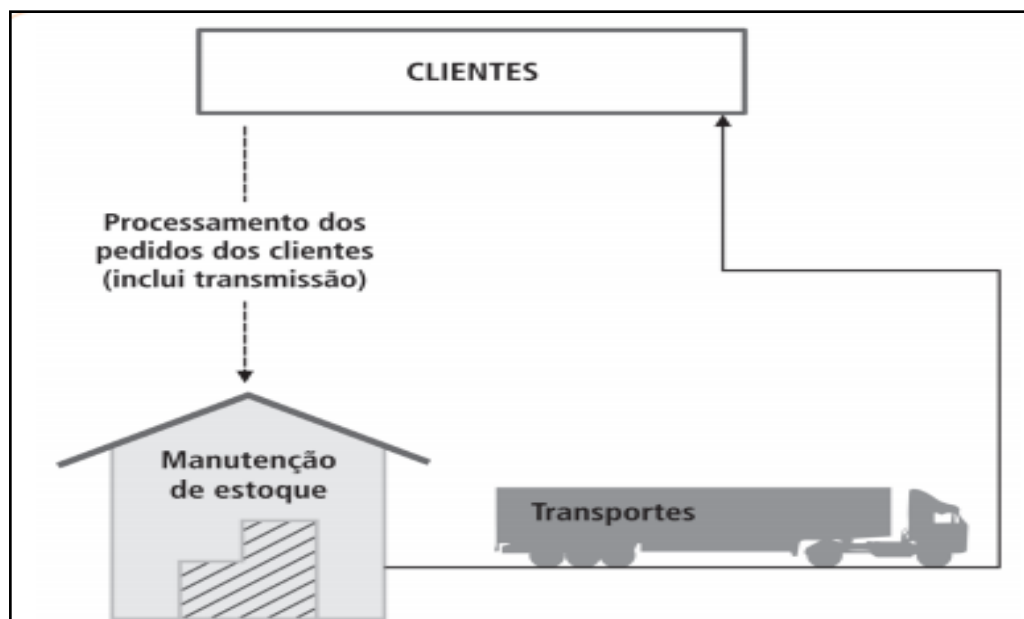 CLIENTES
Processamento dos
pedidos dos clientes
(inclui transmissão)
Manutenção
de estoque
Transportes